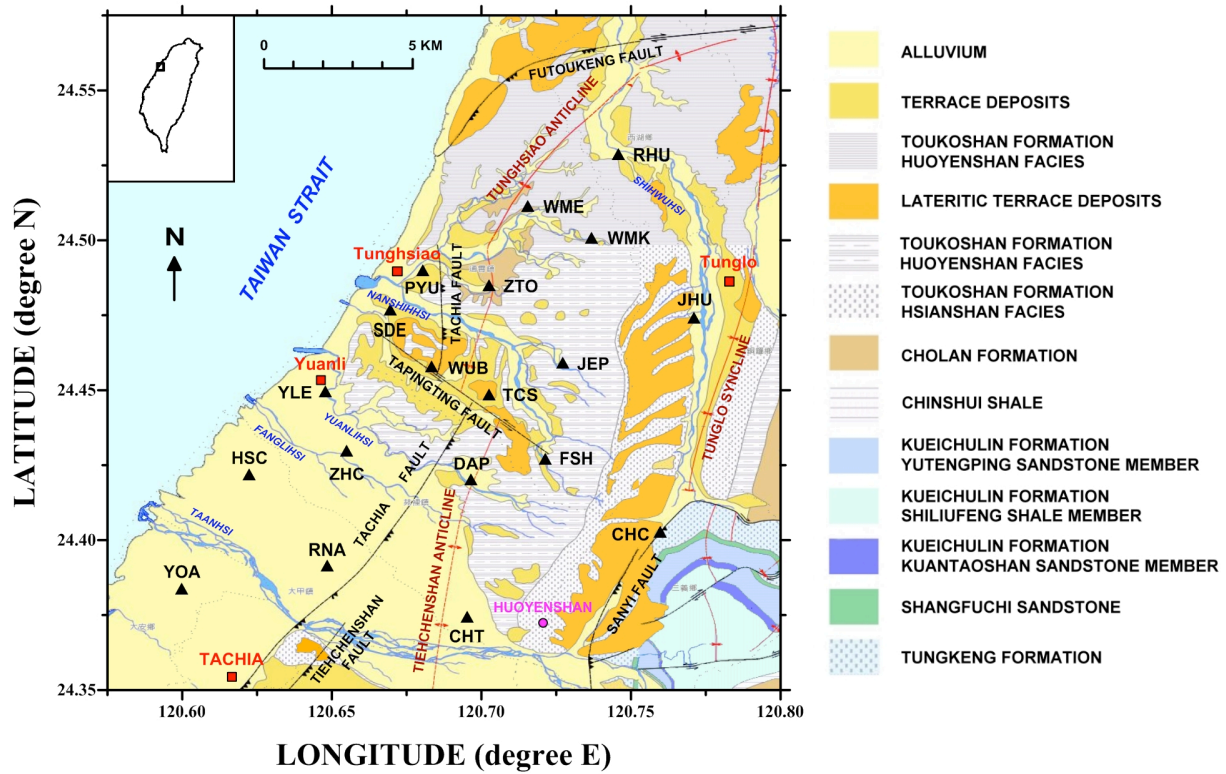 0 5 KM
N
TAIWAN STRAIT
FUTOUKENG FAULT
TUNGHSIAO ANTICLINE
RHU
SHIHWUHSI
WME
WMK
Tunghsiao
PYU
TACHIA FAULT
ZTO
Tunglo
JHU
NANSHIHHSI
SDE
WUB
JEP
Yuanli
YLE
TAPINGTING FAULT
TCS
TUNGLO SYNCLINE
YUANLIHSI
FANGLIHSI
HSC
ZHC
DAP
FSH
TACHIA FAULT
TAANHSI
RNA
YOA
TIEHCHENSHAN ANTICLINE
CHC
SANYI FAULT
HUOYENSHAN
CHT
TIEHCHENSHAN FAULT
TACHIA
24.55
24.50
24.45
24.40
24.35
120.60 120.65 120.70 120.75 120.80
LATITUDE (degree N)
LONGITUDE (degree E)
ALLUVIUM
TERRACE DEPOSITS
TOUKOSHAN FORMATION
HUOYENSHAN FACIES
LATERITIC TERRACE DEPOSITS
TOUKOSHAN FORMATION
HUOYENSHAN FACIES
TOUKOSHAN FORMATION
HSIANSHAN FACIES
CHOLAN FORMATION
CHINSHUI SHALE
KUEICHULIN FORMATION
YUTENGPING SANDSTONE MEMBER
KUEICHULIN FORMATION
SHILIUFENG SHALE MEMBER
KUEICHULIN FORMATION
KUANTAOSHAN SANDSTONE MEMBER
SHANGFUCHI SANDSTONE
TUNGKENG FORMATION